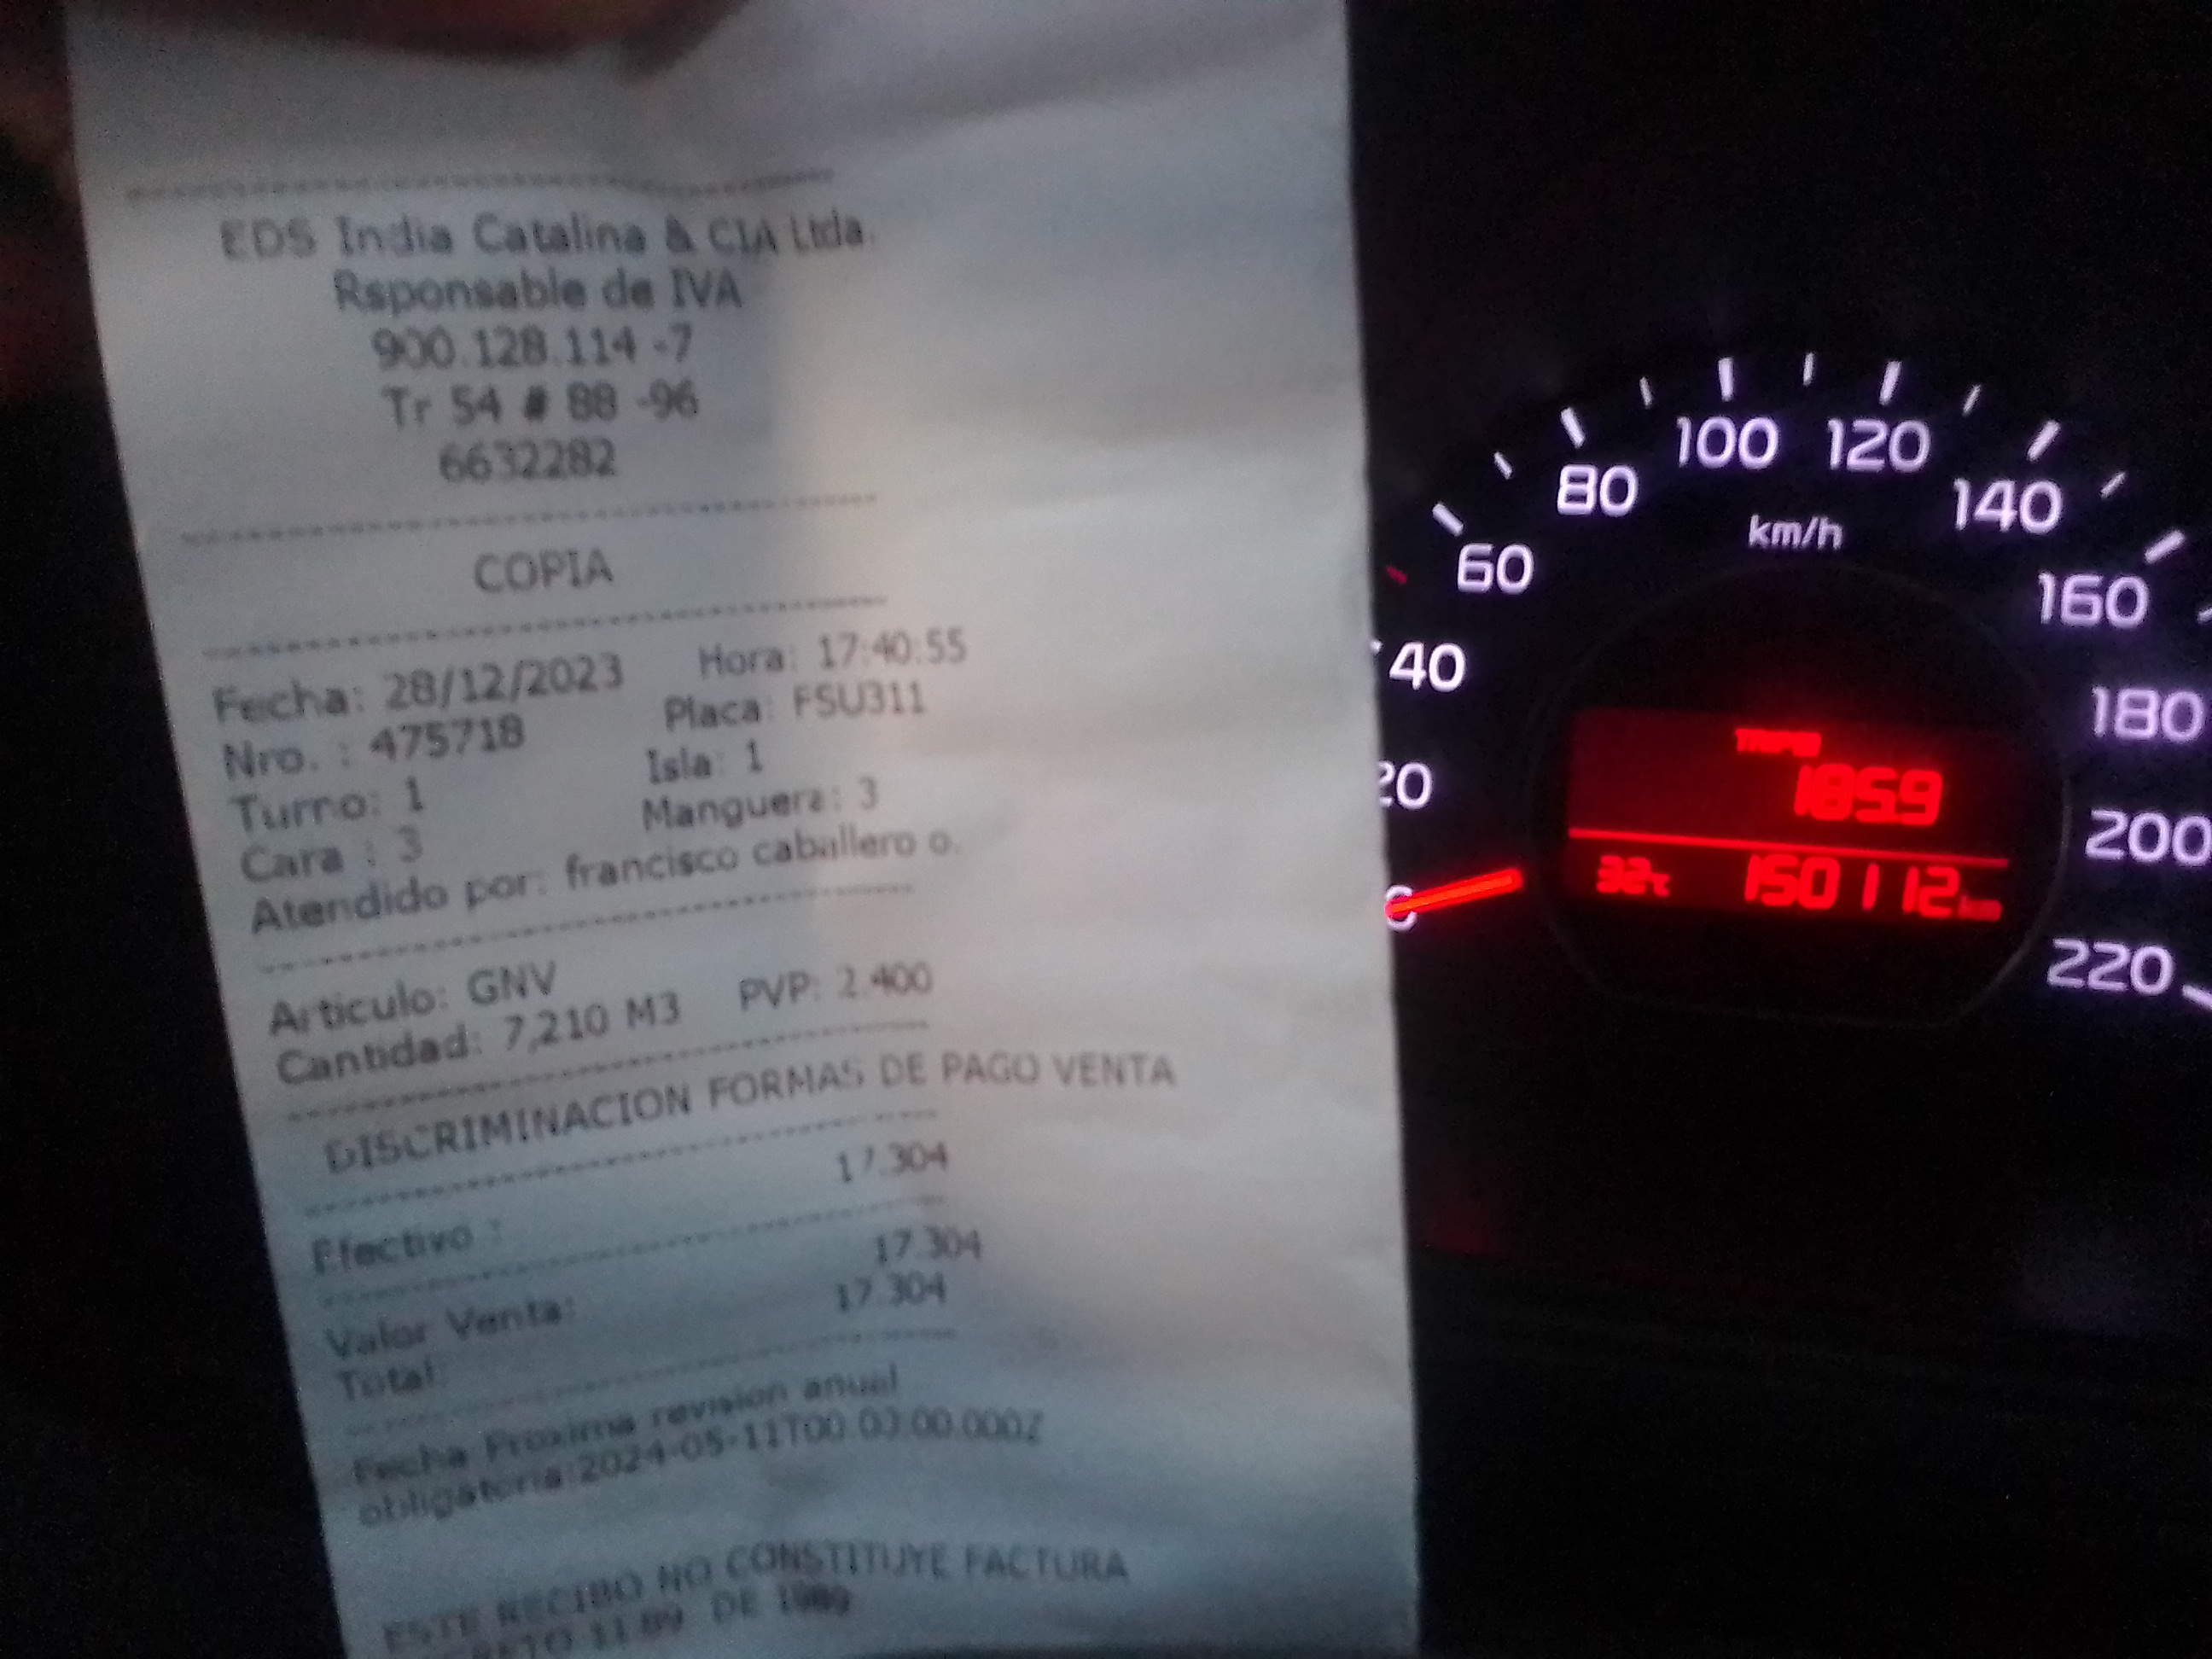 EDS India Catalina & CIA Ltda.
Rsponsable de IVA
900.128.114 -7
Tr 54 # 88 -96
6632282
COPIA
Fecha: 28/12/2023 Hora: 17:40:55
Nro. : 475718 Placa: FSU311
Turno: 1 Isla: 1
Cara : 3 Manguera: 3
Atendido por: francisco caballero o.
Articulo: GNV
Cantidad: 7,210 M3 PVP: 2.400
DISCRIMINACION FORMAS DE PAGO VENTA
Efectivo : 17.304
Valor Venta: 17.304
Total: 17.304
Fecha Proxima revision anual
obligatoria:2024-05-11T00:00:00.000Z
ESTE RECIBO NO CONSTITUYE FACTURA
DE 1989
20
40
60
80
100
120
140
160
180
200
220
km/h
TRIP B
185.9
32°C 150112 km